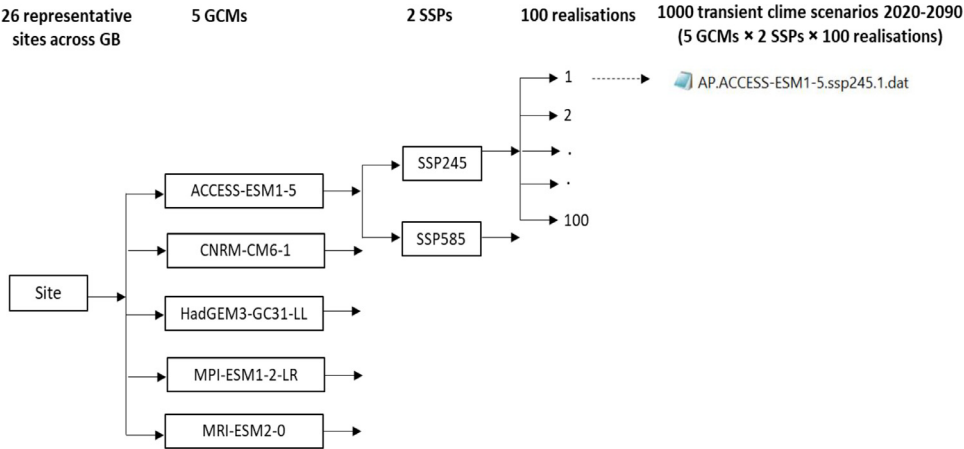 26 representative
sites across GB
5 GCMs
2 SSPs
100 realisations
1000 transient clime scenarios 2020-2090
(5 GCMs × 2 SSPs × 100 realisations)
1
AP.ACCESS-ESM1-5.ssp245.1.dat
2
.
.
100
SSP245
SSP585
ACCESS-ESM1-5
CNRM-CM6-1
Site
HadGEM3-GC31-LL
MPI-ESM1-2-LR
MRI-ESM2-0